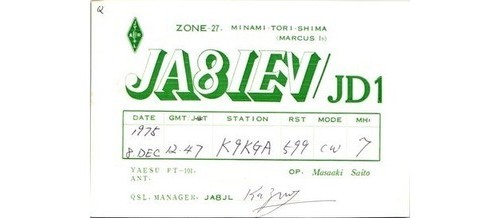 Q
ZONE-27, MINAMI-TORI-SHIMA
(MARCUS Is)
JA8IEV/JD1
DATE GMT/JST STATION RST MODE MHz
1975
8 DEC 12-47 K9KGA 599 CW 7
YAESU FT-101.
ANT. OP. Masaaki Saito
QSL. MANAGER. JA8JL